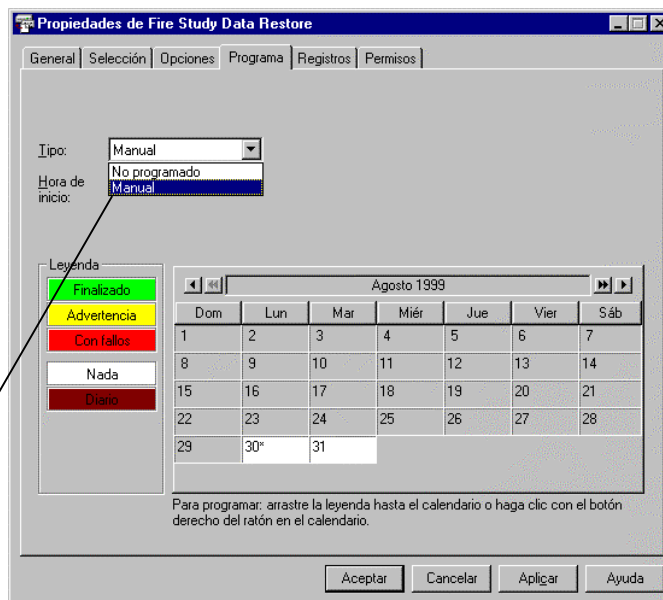 Propiedades de Fire Study Data Restore
General Selección Opciones Programa Registros Permisos
Tipo: Manual
No programado
Manual
Hora de
inicio:
Leyenda
Finalizado
Advertencia
Con fallos
Nada
Diario
Agosto 1999
Dom Lun Mar Miér Jue Vier Sáb
1 2 3 4 5 6 7
8 9 10 11 12 13 14
15 16 17 18 19 20 21
22 23 24 25 26 27 28
29 30* 31
Para programar: arrastre la leyenda hasta el calendario o haga clic con el botón
derecho del ratón en el calendario.
Aceptar Cancelar Aplicar Ayuda